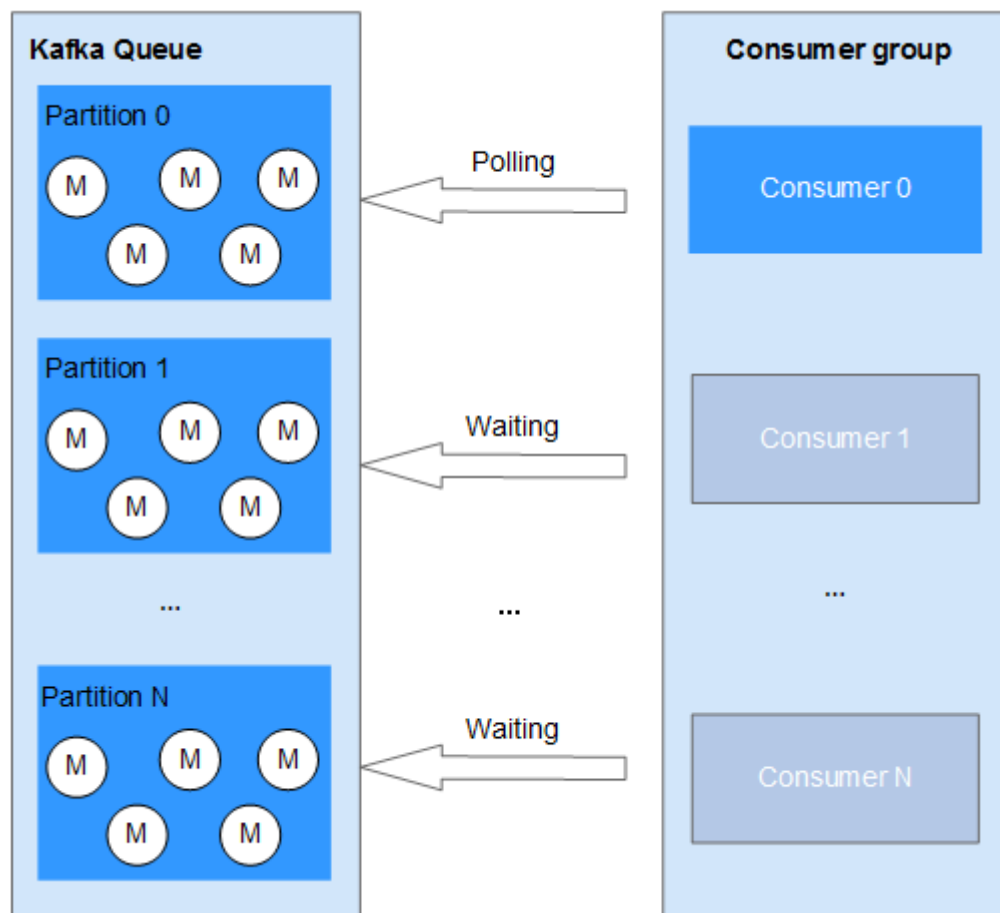 Kafka Queue
Partition 0
M M M
M M
Partition 1
M M M
M M
...
Partition N
M M M
M M
Polling
Waiting
...
Waiting
Consumer group
Consumer 0
Consumer 1
...
Consumer N